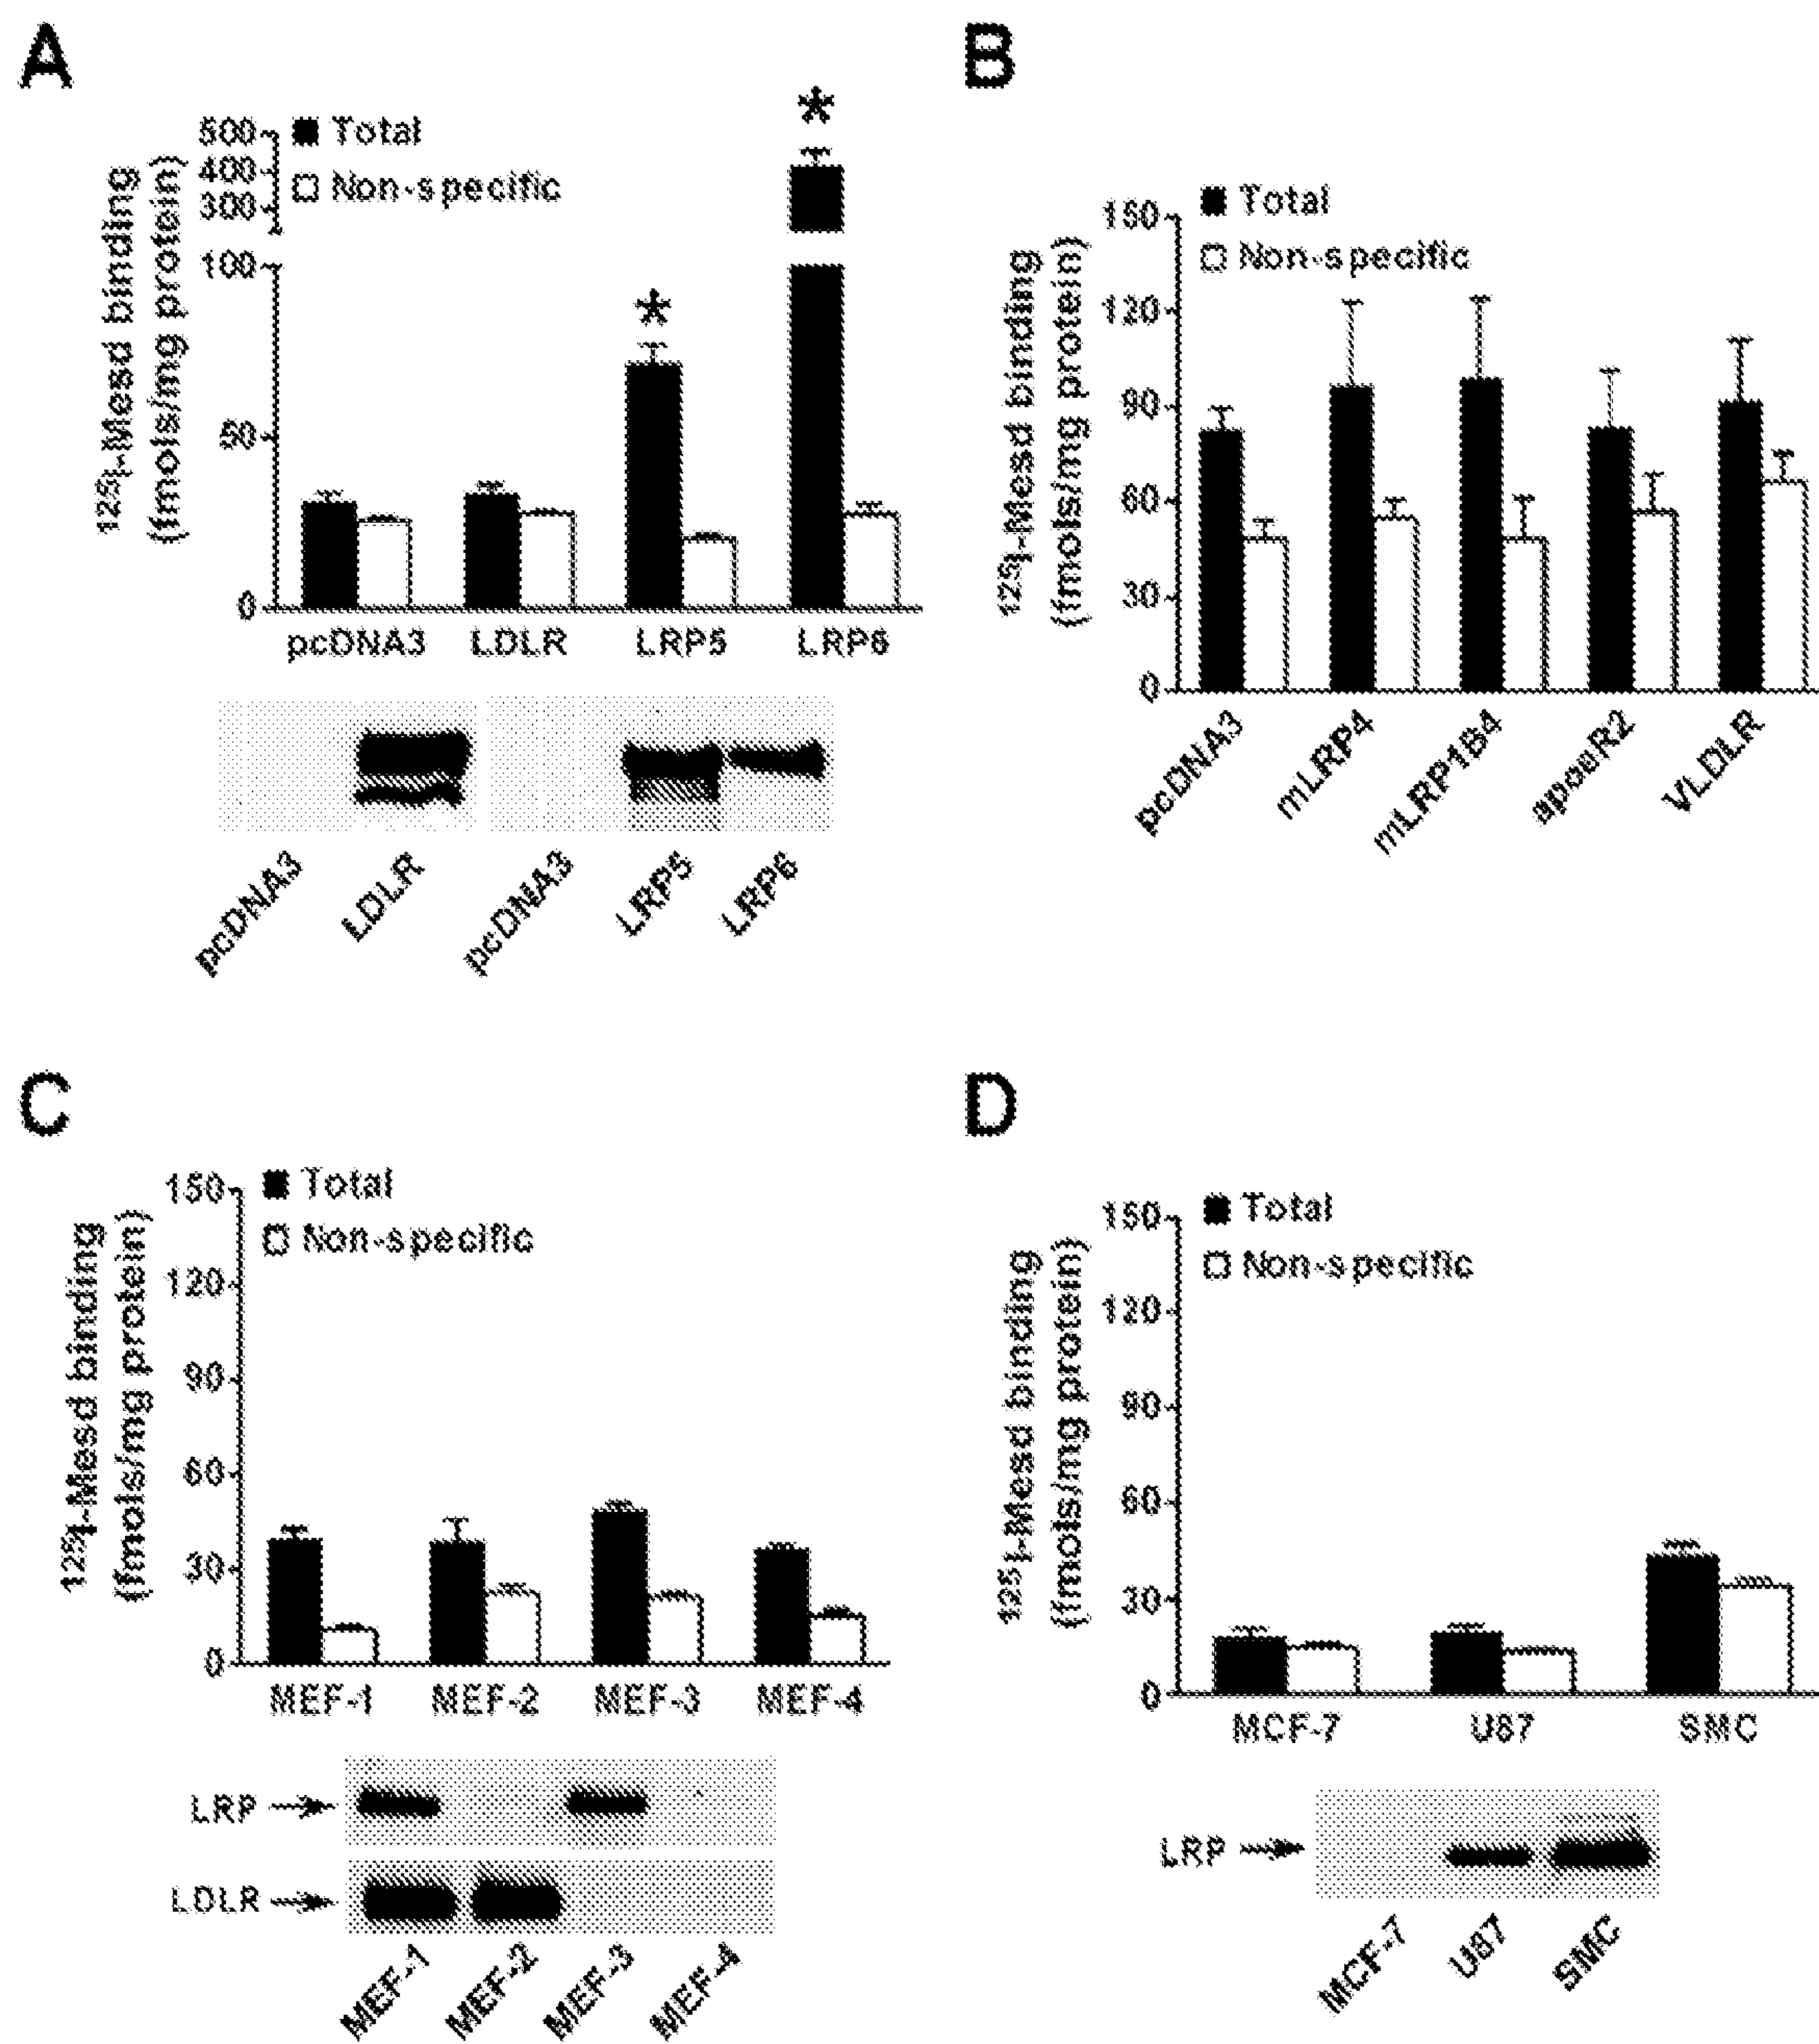 A
500
400
300
100
50
0
■ Total
□ Non-specific
¹²⁵I-Mesd binding
(fmols/mg protein)
*
*
pcDNA3 LDLR LRP5 LRP6
pcDNA3 LDLR pcDNA3 LRP5 LRP6
B
150
120
90
60
30
0
■ Total
□ Non-specific
¹²⁵I-Mesd binding
(fmols/mg protein)
pcDNA3 mLRP4 mLRP1B4 apoeR2 VLDLR
C
150
120
90
60
30
0
■ Total
□ Non-specific
¹²⁵I-Mesd binding
(fmols/mg protein)
MEF-1 MEF-2 MEF-3 MEF-4
LRP →
LDLR →
MEF-1 MEF-2 MEF-3 MEF-4
D
150
120
90
60
30
0
■ Total
□ Non-specific
¹²⁵I-Mesd binding
(fmols/mg protein)
MCF-7 U87 SMC
LRP →
MCF-7 U87 SMC